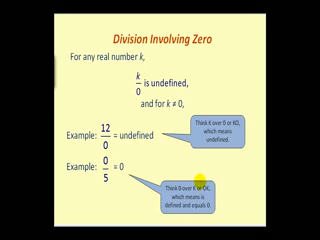 Division Involving Zero
For any real number k,
k/0 is undefined,
and for k ≠ 0,
Example: 12/0 = undefined
Think K over 0 or KO,
which means
undefined.
Example: 0/5 = 0
Think 0 over K or OK,
which means is
defined and equals 0.